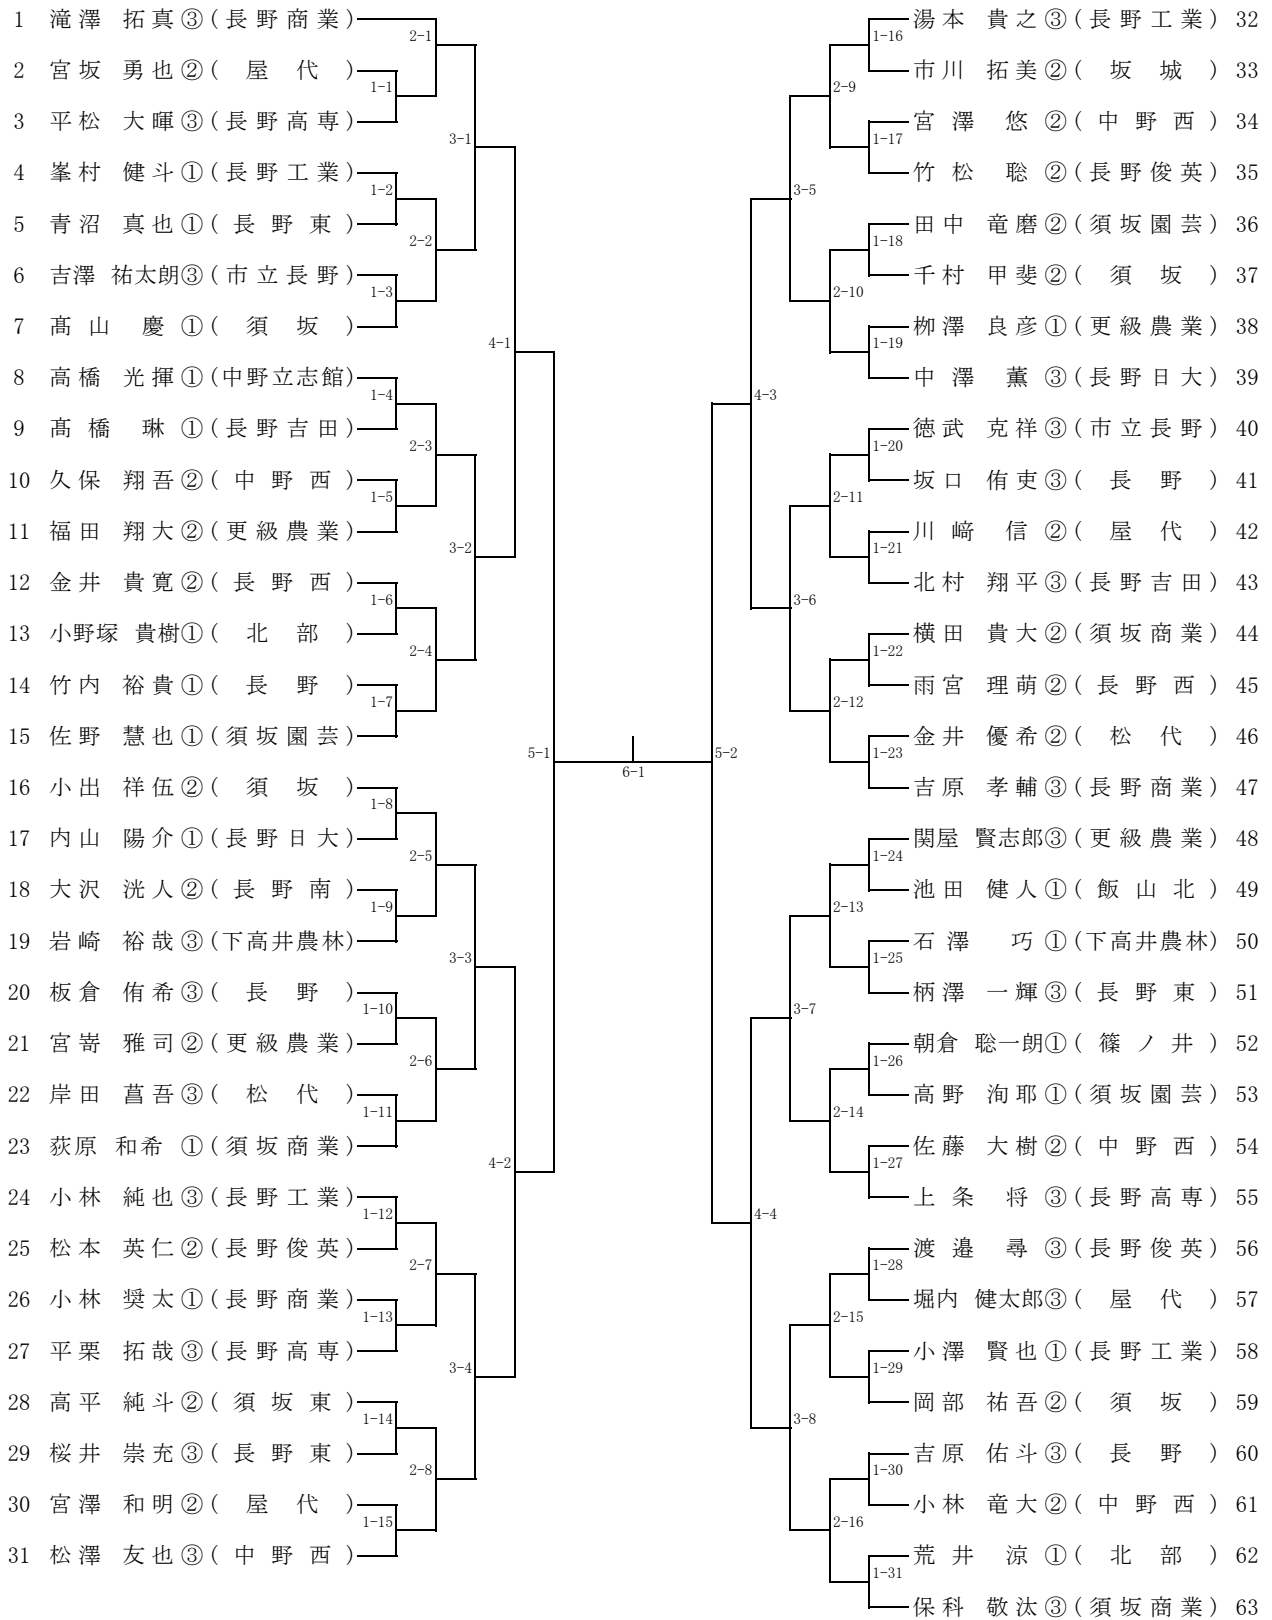 1 滝澤 拓真③(長野商業)
2 宮坂 勇也②(屋代)
3 平松 大暉③(長野高専)
4 峯村 健斗①(長野工業)
5 青沼 真也①(長野東)
6 吉澤 祐太朗③(市立長野)
7 髙山 慶①(須坂)
8 高橋 光揮①(中野立志館)
9 髙橋 琳①(長野吉田)
10 久保 翔吾②(中野西)
11 福田 翔大②(更級農業)
12 金井 貴寛②(長野西)
13 小野塚 貴樹①(北部)
14 竹内 裕貴①(長野)
15 佐野 慧也①(須坂園芸)
16 小出 祥伍②(須坂)
17 内山 陽介①(長野日大)
18 大沢 洸人②(長野南)
19 岩崎 裕哉③(下高井農林)
20 板倉 侑希③(長野)
21 宮嵜 雅司②(更級農業)
22 岸田 菖吾③(松代)
23 荻原 和希①(須坂商業)
24 小林 純也③(長野工業)
25 松本 英仁②(長野俊英)
26 小林 奨太①(長野商業)
27 平栗 拓哉③(長野高専)
28 高平 純斗②(須坂東)
29 桜井 崇充③(長野東)
30 宮澤 和明②(屋代)
31 松澤 友也③(中野西)
1-1
1-2
1-3
1-4
1-5
1-6
1-7
1-8
1-9
1-10
1-11
1-12
1-13
1-14
1-15
2-1
2-2
2-3
2-4
2-5
2-6
2-7
2-8
3-1
3-2
3-3
3-4
4-1
4-2
5-1
6-1
5-2
4-3
4-4
3-5
3-6
3-7
3-8
2-9
2-10
2-11
2-12
2-13
2-14
2-15
2-16
1-16
1-17
1-18
1-19
1-20
1-21
1-22
1-23
1-24
1-25
1-26
1-27
1-28
1-29
1-30
1-31
湯本 貴之③(長野工業) 32
市川 拓美②(坂城) 33
宮澤 悠②(中野西) 34
竹松 聡②(長野俊英) 35
田中 竜磨②(須坂園芸) 36
千村 甲斐②(須坂) 37
栁澤 良彦①(更級農業) 38
中澤 薫③(長野日大) 39
徳武 克祥③(市立長野) 40
坂口 侑吏③(長野) 41
川﨑 信②(屋代) 42
北村 翔平③(長野吉田) 43
横田 貴大②(須坂商業) 44
雨宮 理萌②(長野西) 45
金井 優希②(松代) 46
吉原 孝輔③(長野商業) 47
関屋 賢志郎③(更級農業) 48
池田 健人①(飯山北) 49
石澤 巧①(下高井農林) 50
柄澤 一輝③(長野東) 51
朝倉 聡一朗①(篠ノ井) 52
高野 洵耶①(須坂園芸) 53
佐藤 大樹②(中野西) 54
上条 将③(長野高専) 55
渡邉 尋③(長野俊英) 56
堀内 健太郎③(屋代) 57
小澤 賢也①(長野工業) 58
岡部 祐吾②(須坂) 59
吉原 佑斗③(長野) 60
小林 竜大②(中野西) 61
荒井 涼①(北部) 62
保科 敬汰③(須坂商業) 63